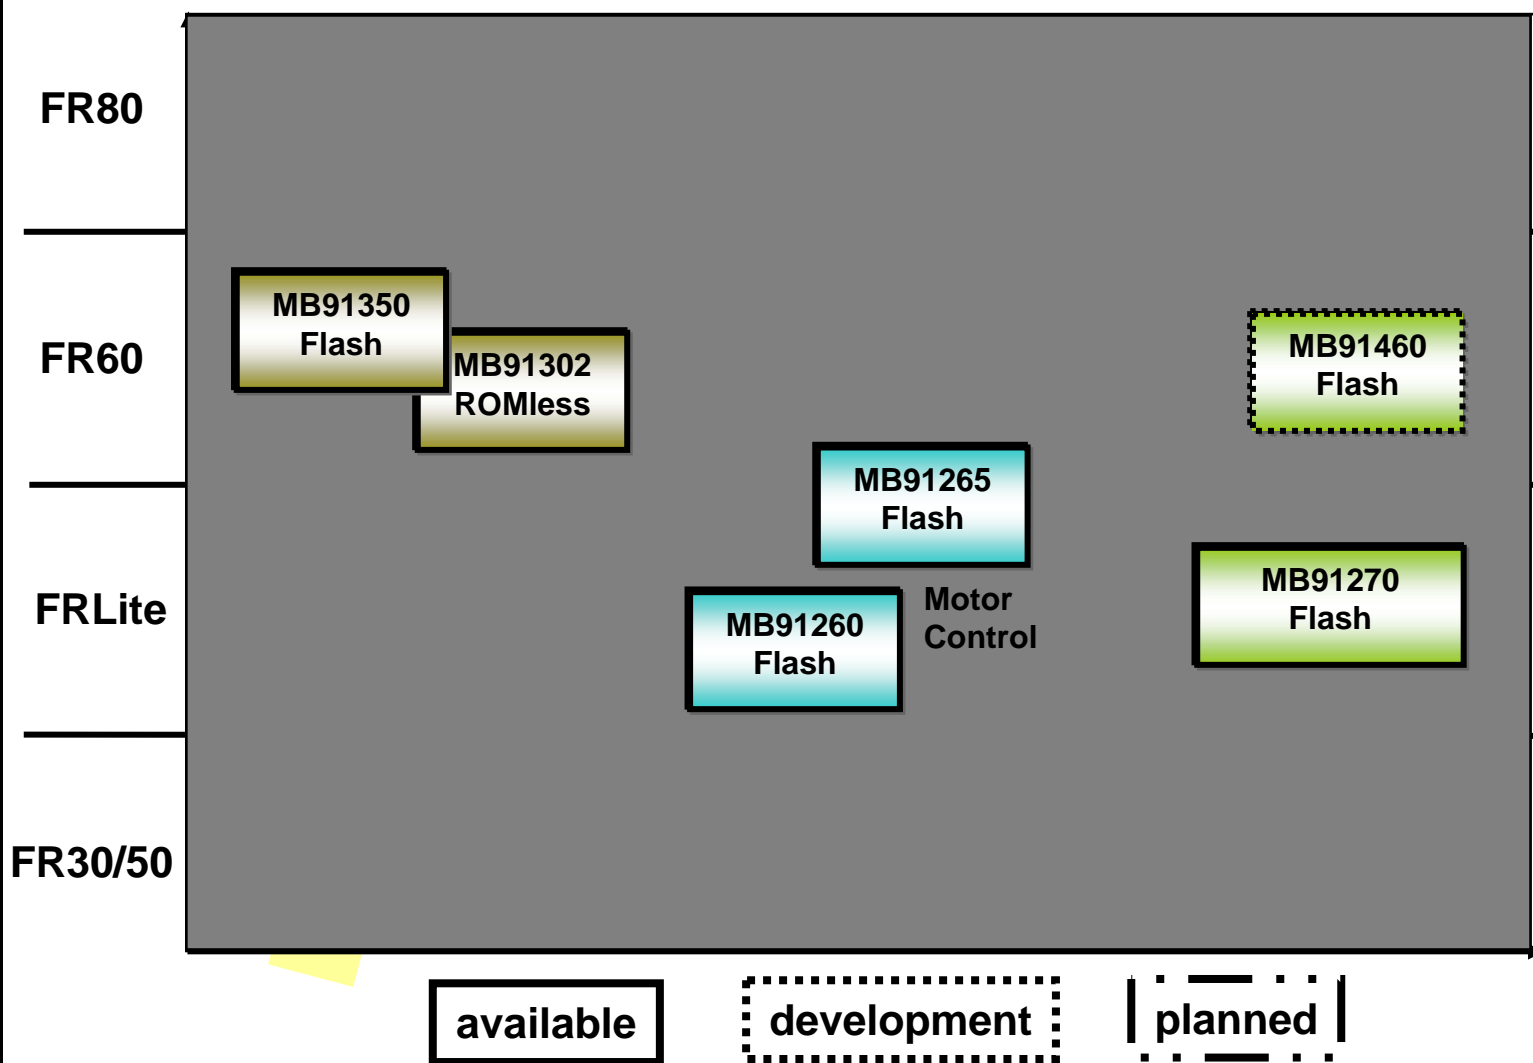 FR80
FR60
FRLite
FR30/50
MB91350
Flash
MB91302
ROMless
MB91460
Flash
MB91265
Flash
MB91270
Flash
MB91260
Flash
Motor
Control
available
development
planned